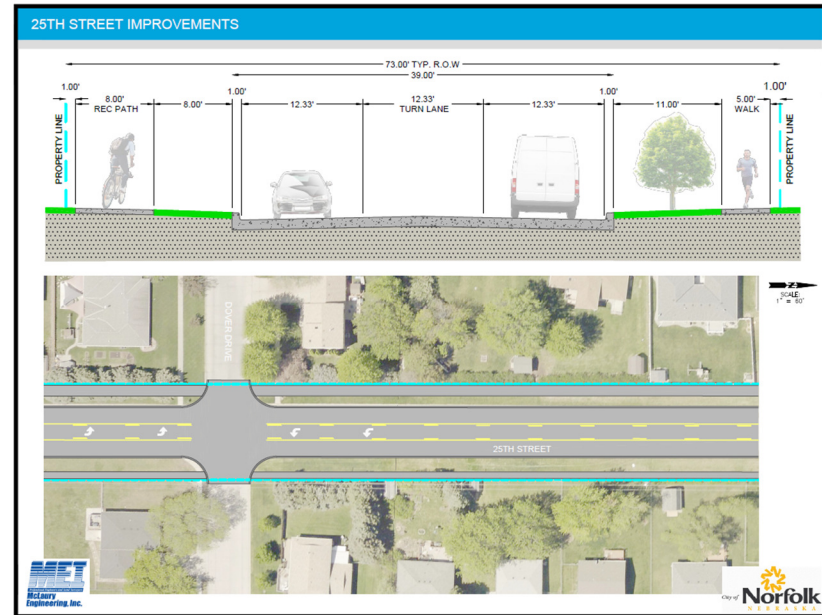 25TH STREET IMPROVEMENTS
73.00' TYP. R.O.W
39.00'
1.00'
8.00'
REC PATH
8.00'
1.00'
12.33'
12.33'
TURN LANE
12.33'
1.00'
11.00'
5.00'
WALK
1.00'
PROPERTY LINE
PROPERTY LINE
DOVER DRIVE
25TH STREET
SCALE:
1" = 60'
MEI
McLaury
Engineering, Inc.
City of Norfolk
NEBRASKA